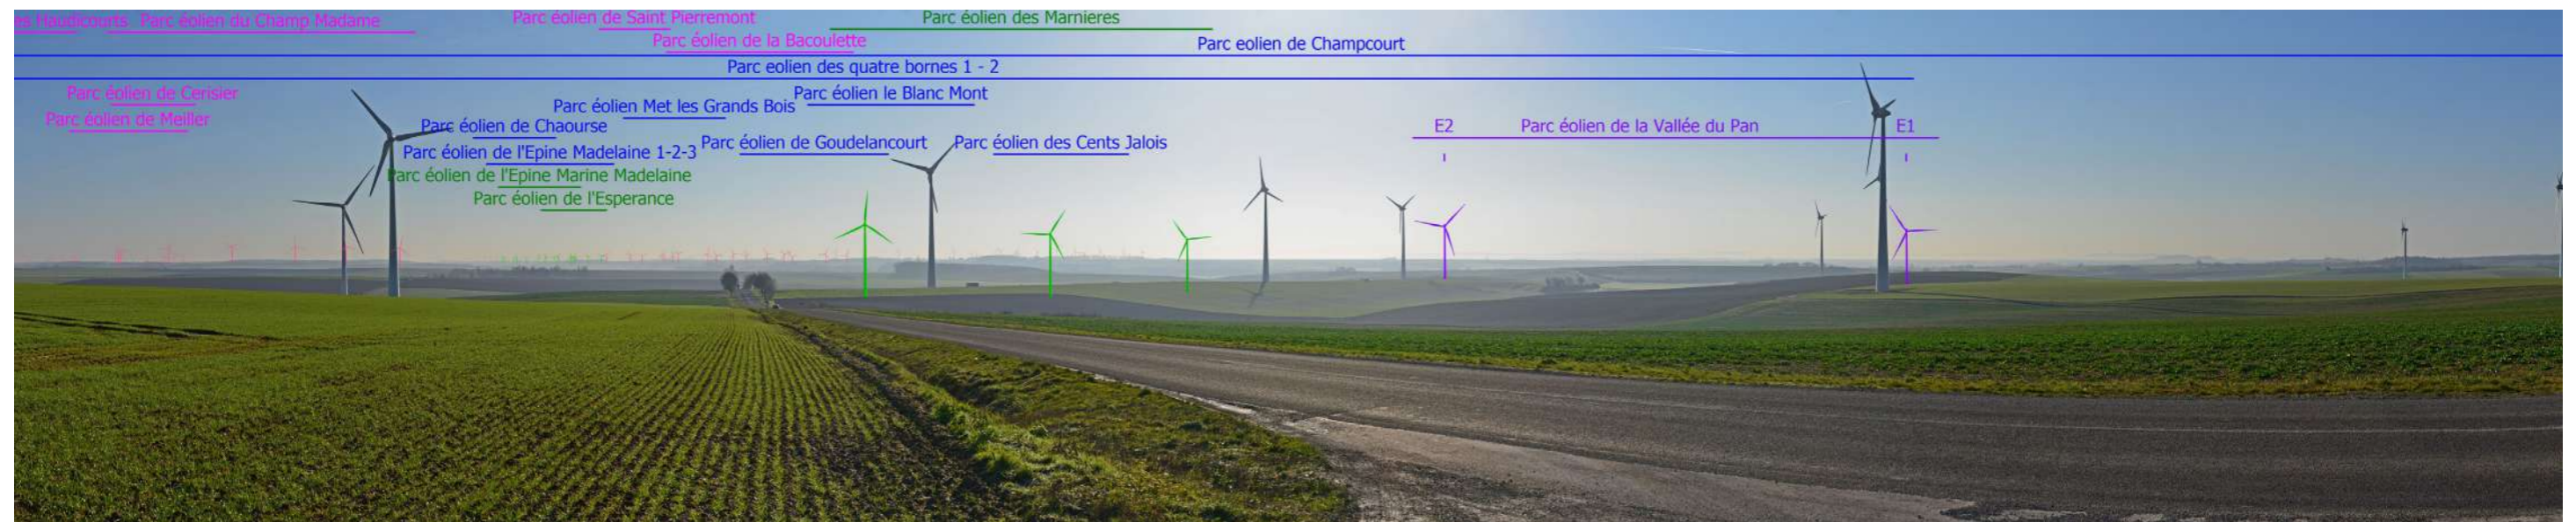 es Haudicourts Parc éolien du Champ Madame
Parc éolien de Saint Pierremont
Parc éolien des Marnieres
Parc éolien de la Bacoulette
Parc eolien de Champcourt
Parc eolien des quatre bornes 1 - 2
Parc éolien de Cerisier
Parc éolien le Blanc Mont
Parc éolien Met les Grands Bois
Parc éolien de Meiller
Parc éolien de Chaourse
E2 Parc éolien de la Vallée du Pan E1
Parc éolien de l'Epine Madelaine 1-2-3
Parc éolien de Goudelancourt
Parc éolien des Cents Jalois
Parc éolien de l'Epine Marine Madelaine
Parc éolien de l'Esperance